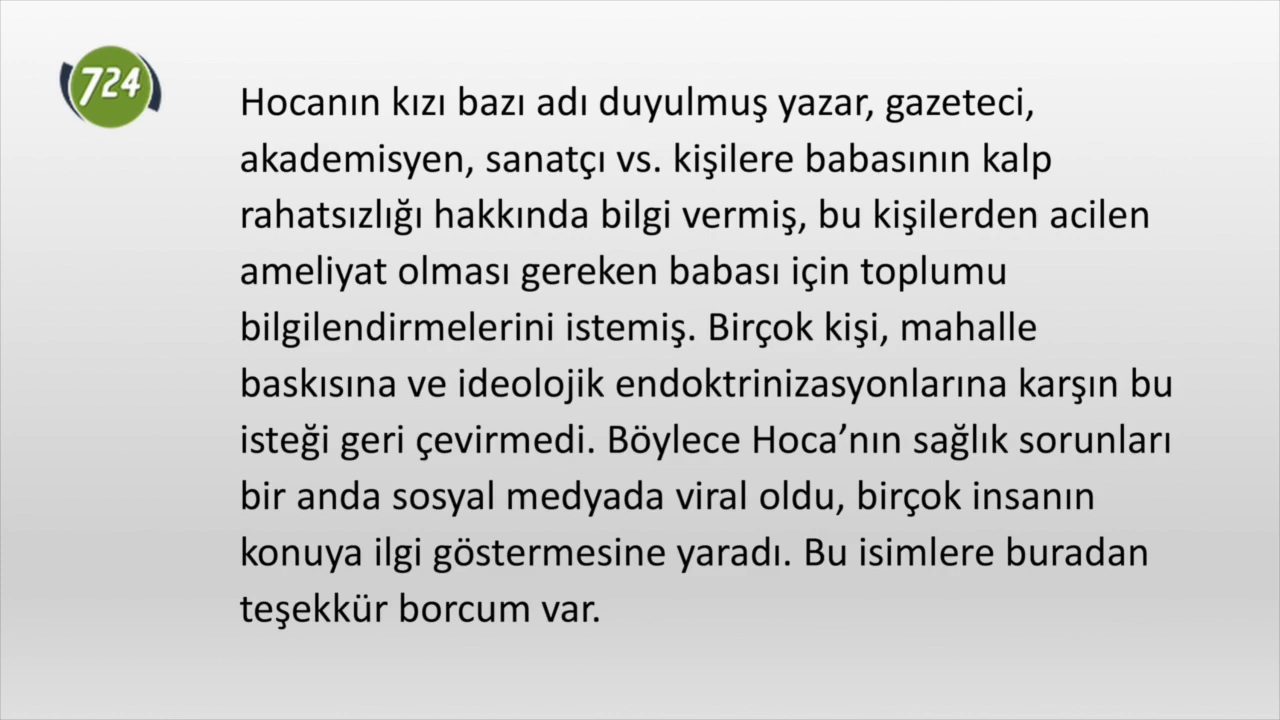 724
Hocanın kızı bazı adı duyulmuş yazar, gazeteci,
akademisyen, sanatçı vs. kişilere babasının kalp
rahatsızlığı hakkında bilgi vermiş, bu kişilerden acilen
ameliyat olması gereken babası için toplumu
bilgilendirmelerini istemiş. Birçok kişi, mahalle
baskısına ve ideolojik endoktrinizasyonlarına karşın bu
isteği geri çevirmedi. Böylece Hoca’nın sağlık sorunları
bir anda sosyal medyada viral oldu, birçok insanın
konuya ilgi göstermesine yaradı. Bu isimlere buradan
teşekkür borcum var.